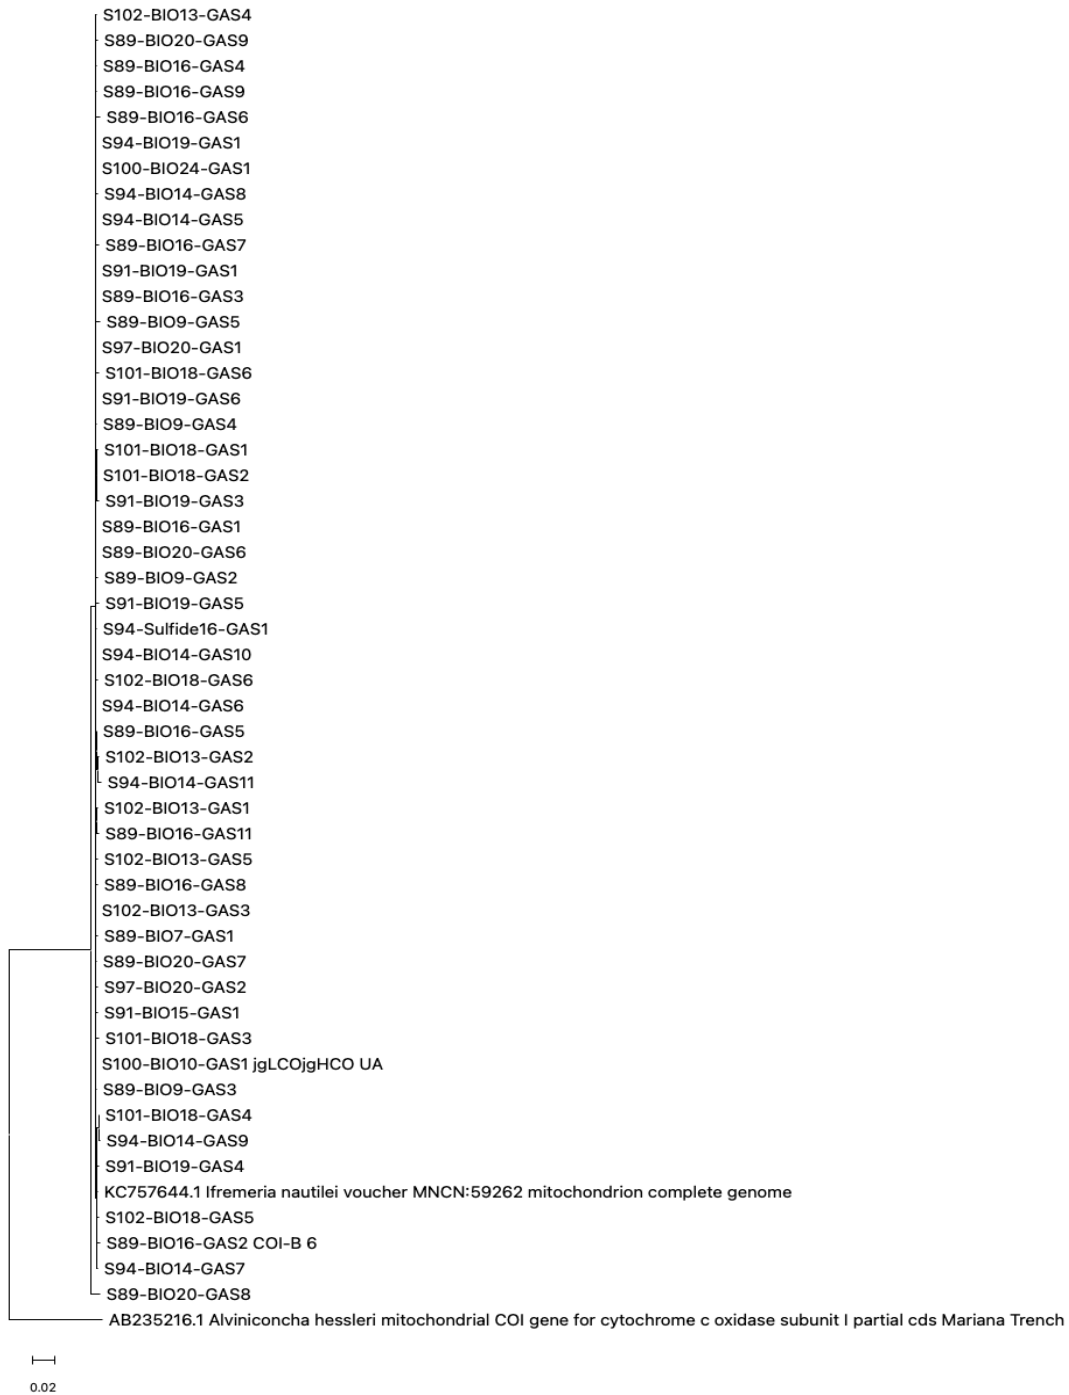 S102-BIO13-GAS4
S89-BIO20-GAS9
S89-BIO16-GAS4
S89-BIO16-GAS9
S89-BIO16-GAS6
S94-BIO19-GAS1
S100-BIO24-GAS1
S94-BIO14-GAS8
S94-BIO14-GAS5
S89-BIO16-GAS7
S91-BIO19-GAS1
S89-BIO16-GAS3
S89-BIO9-GAS5
S97-BIO20-GAS1
S101-BIO18-GAS6
S91-BIO19-GAS6
S89-BIO9-GAS4
S101-BIO18-GAS1
S101-BIO18-GAS2
S91-BIO19-GAS3
S89-BIO16-GAS1
S89-BIO20-GAS6
S89-BIO9-GAS2
S91-BIO19-GAS5
S94-Sulfide16-GAS1
S94-BIO14-GAS10
S102-BIO18-GAS6
S94-BIO14-GAS6
S89-BIO16-GAS5
S102-BIO13-GAS2
S94-BIO14-GAS11
S102-BIO13-GAS1
S89-BIO16-GAS11
S102-BIO13-GAS5
S89-BIO16-GAS8
S102-BIO13-GAS3
S89-BIO7-GAS1
S89-BIO20-GAS7
S97-BIO20-GAS2
S91-BIO15-GAS1
S101-BIO18-GAS3
S100-BIO10-GAS1 jgLCOjgHCO UA
S89-BIO9-GAS3
S101-BIO18-GAS4
S94-BIO14-GAS9
S91-BIO19-GAS4
KC757644.1 Ifremeria nautilei voucher MNCN:59262 mitochondrion complete genome
S102-BIO18-GAS5
S89-BIO16-GAS2 COI-B 6
S94-BIO14-GAS7
S89-BIO20-GAS8
AB235216.1 Alviniconcha hessleri mitochondrial COI gene for cytochrome c oxidase subunit I partial cds Mariana Trench
0.02